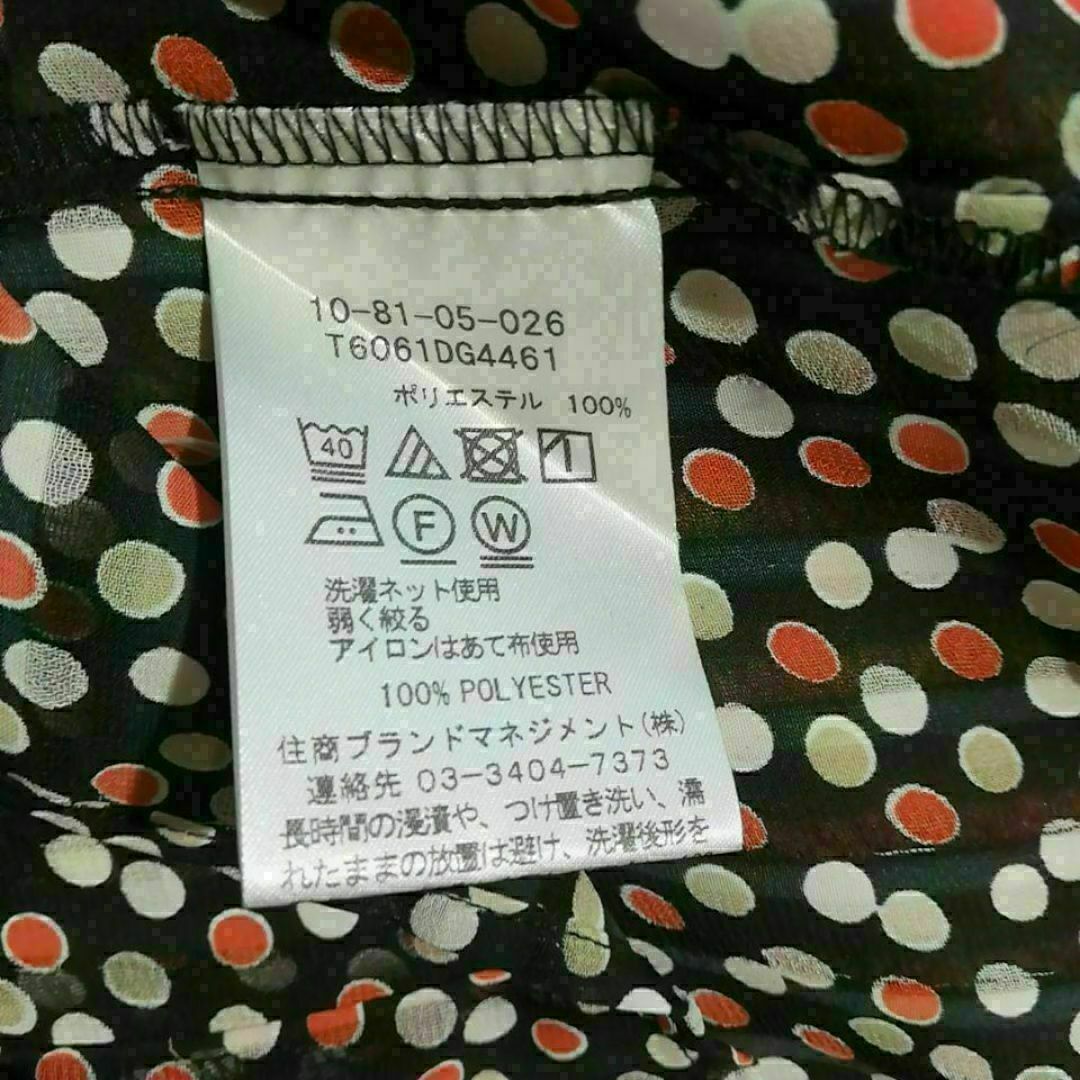 10-81-05-026
T6061DG4461
ポリエステル 100%
40
F W
洗濯ネット使用
弱く絞る
アイロンはあて布使用
100% POLYESTER
住商ブランドマネジメント(株)
連絡先 03-3404-7373
長時間の浸漬や、つけ置き洗い、濡
れたままの放置は避け、洗濯後形を